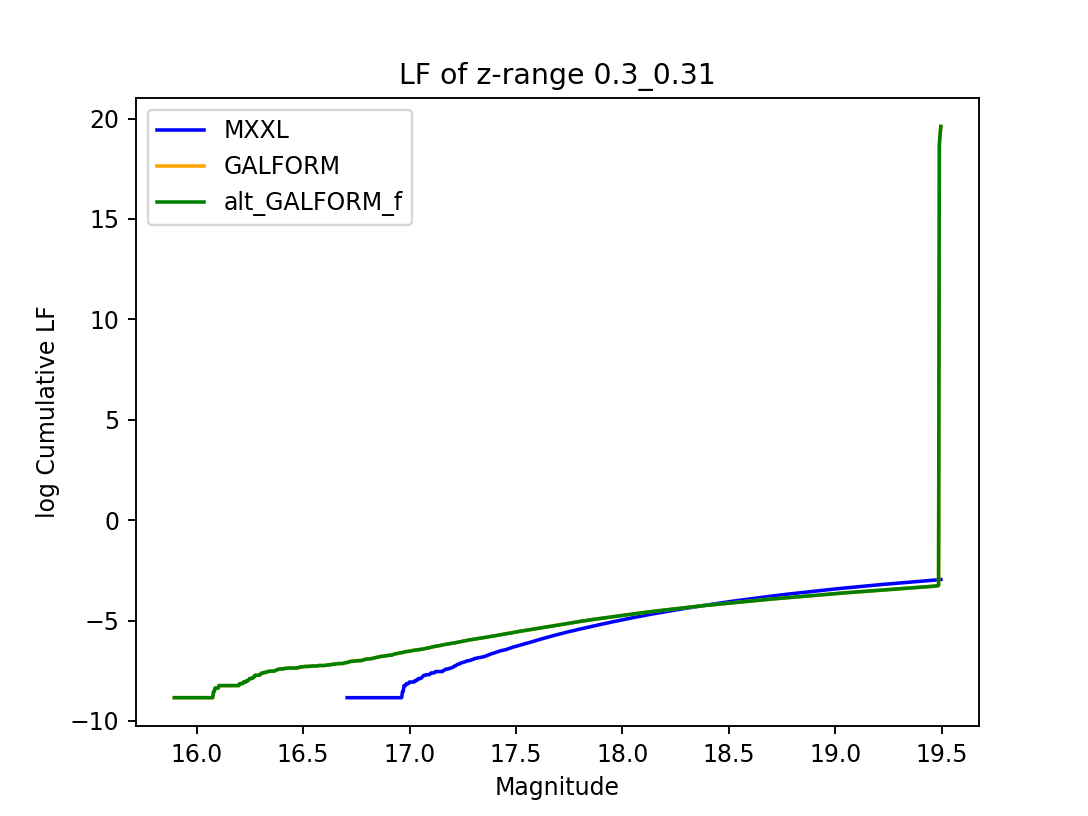 LF of z-range 0.3_0.31
MXXL
GALFORM
alt_GALFORM_f
log Cumulative LF
20
15
10
5
0
−5
−10
16.0 16.5 17.0 17.5 18.0 18.5 19.0 19.5
Magnitude